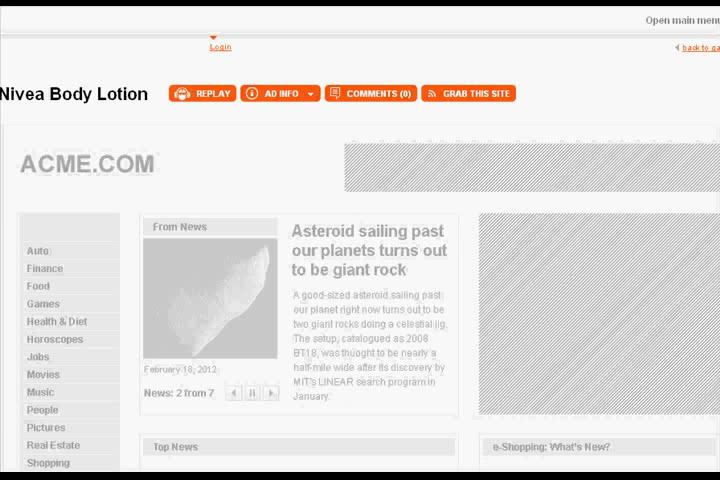 Open main menu
Login
back to ga
Nivea Body Lotion
REPLAY
AD INFO
COMMENTS (0)
GRAB THIS SITE
ACME.COM
Auto
Finance
Food
Games
Health & Diet
Horoscopes
Jobs
Movies
Music
People
Pictures
Real Estate
Shopping
From News
February 18, 2012
News: 2 from 7
Asteroid sailing past
our planets turns out
to be giant rock
A good-sized asteroid sailing past
our planet right now turns out to be
two giant rocks doing a celestial jig.
The setup, catalogued as 2008
BT18, was thuoght to be nearly a
half-mile wide after its discovery by
MIT's LINEAR search program in
January.
Top News
e-Shopping: What's New?